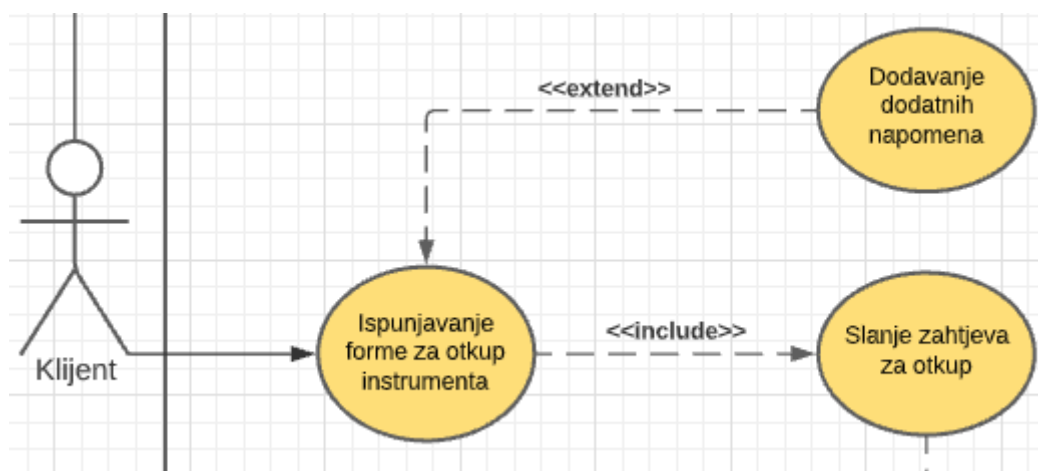 Dodavanje
dodatnih
napomena
<<extend>>
Klijent
Ispunjavanje
forme za otkup
instrumenta
<<include>>
Slanje zahtjeva
za otkup